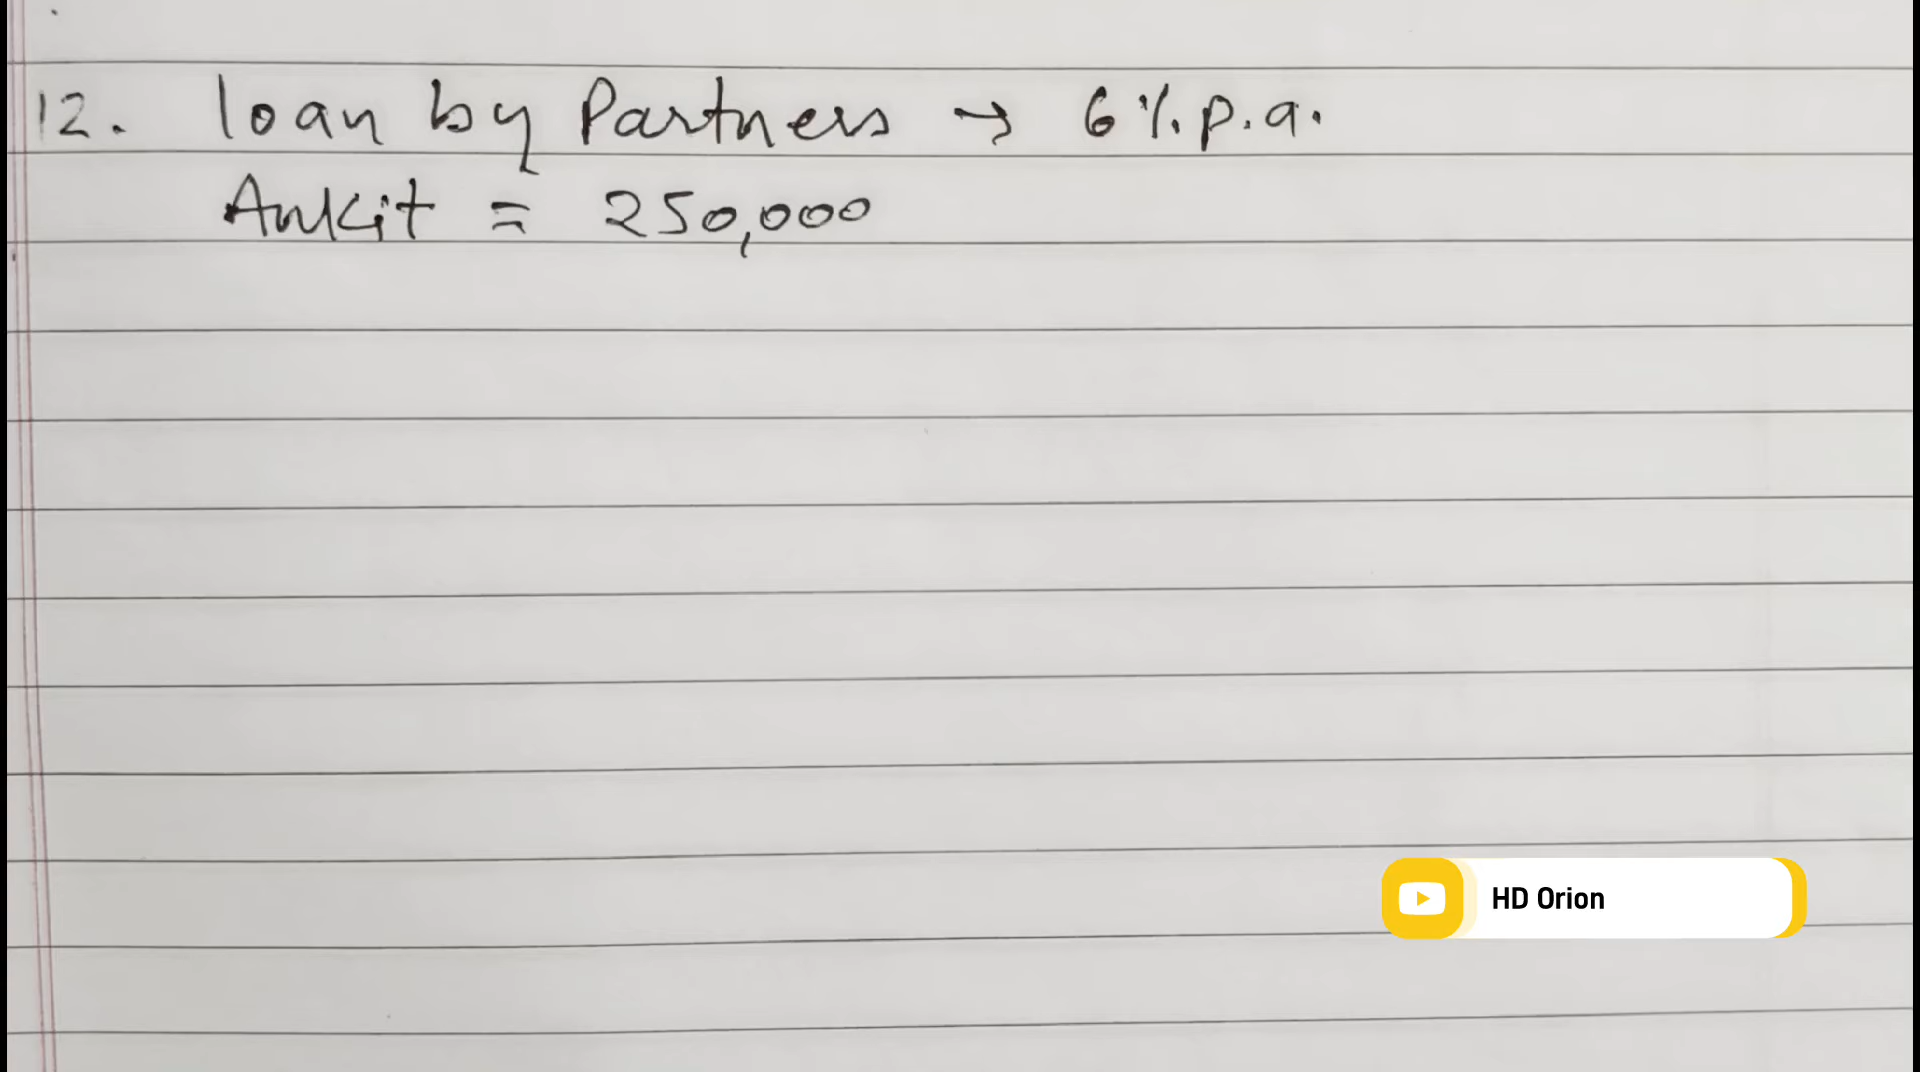 12. loan by Partners → 6%.p.a.
Ankit = 250,000
HD Orion